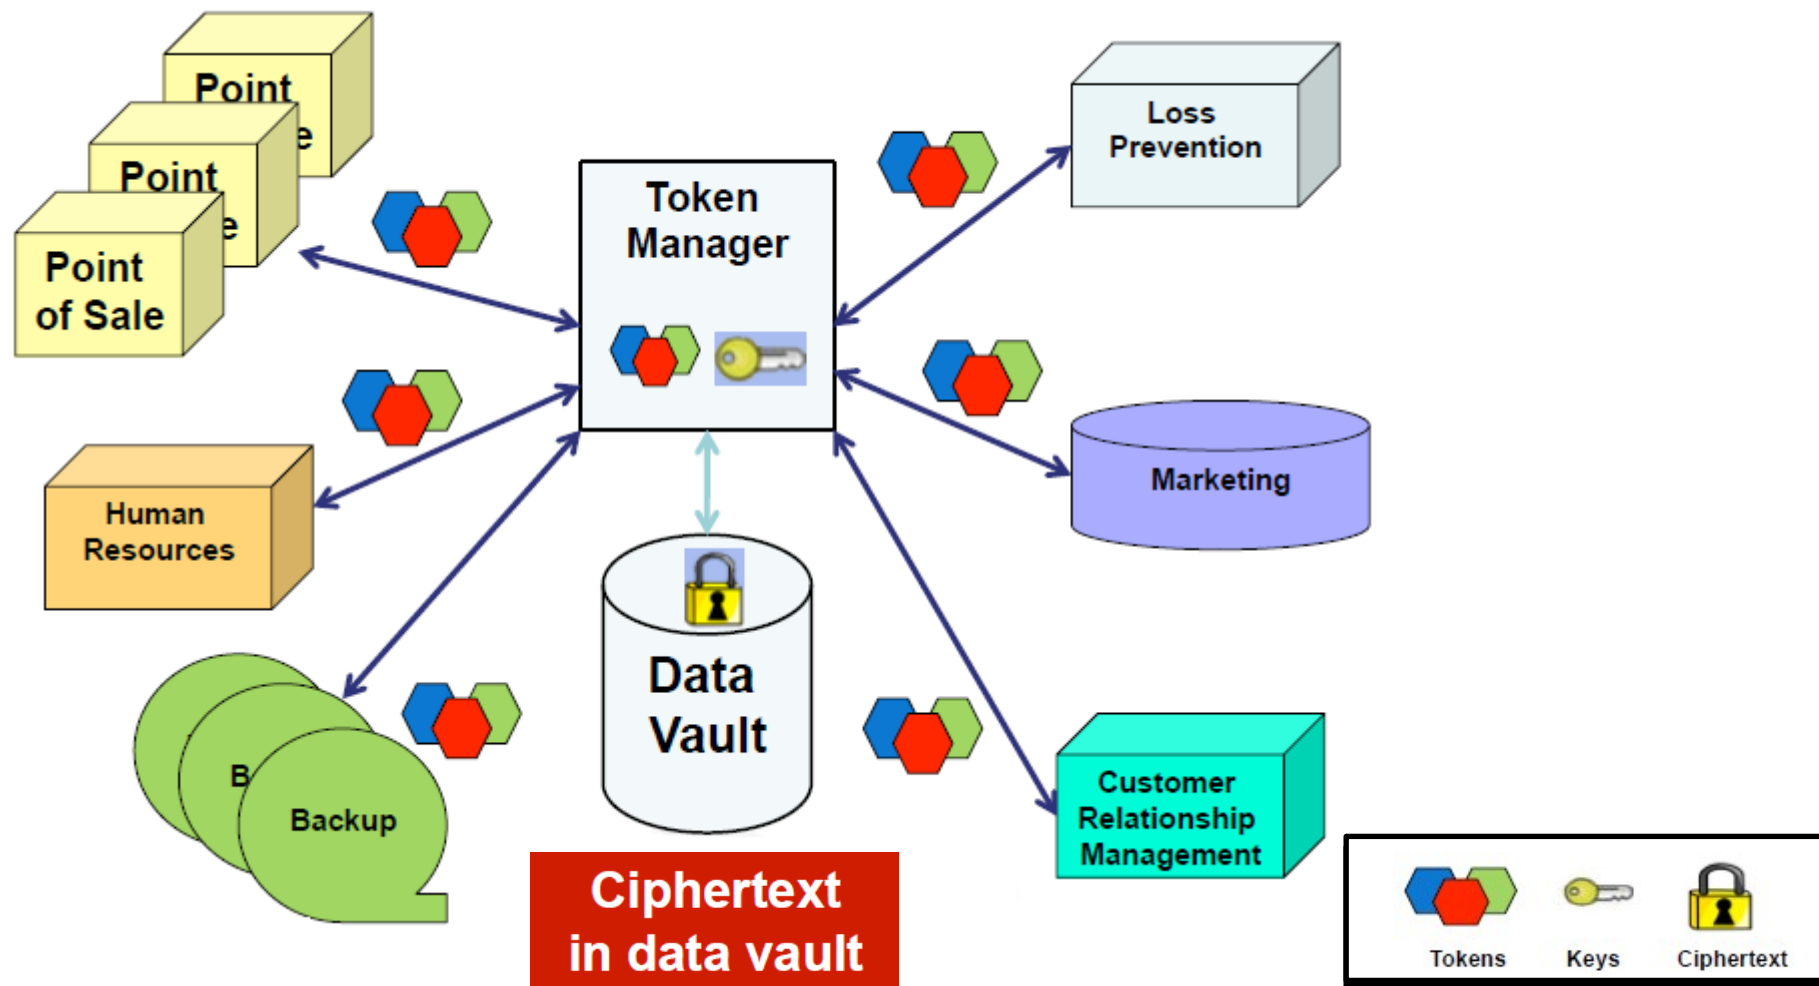 Point
e
Point
e
Point
of Sale
Token
Manager
Loss
Prevention
Marketing
Human
Resources
Data
Vault
B
Backup
Customer
Relationship
Management
Ciphertext
in data vault
Tokens
Keys
Ciphertext